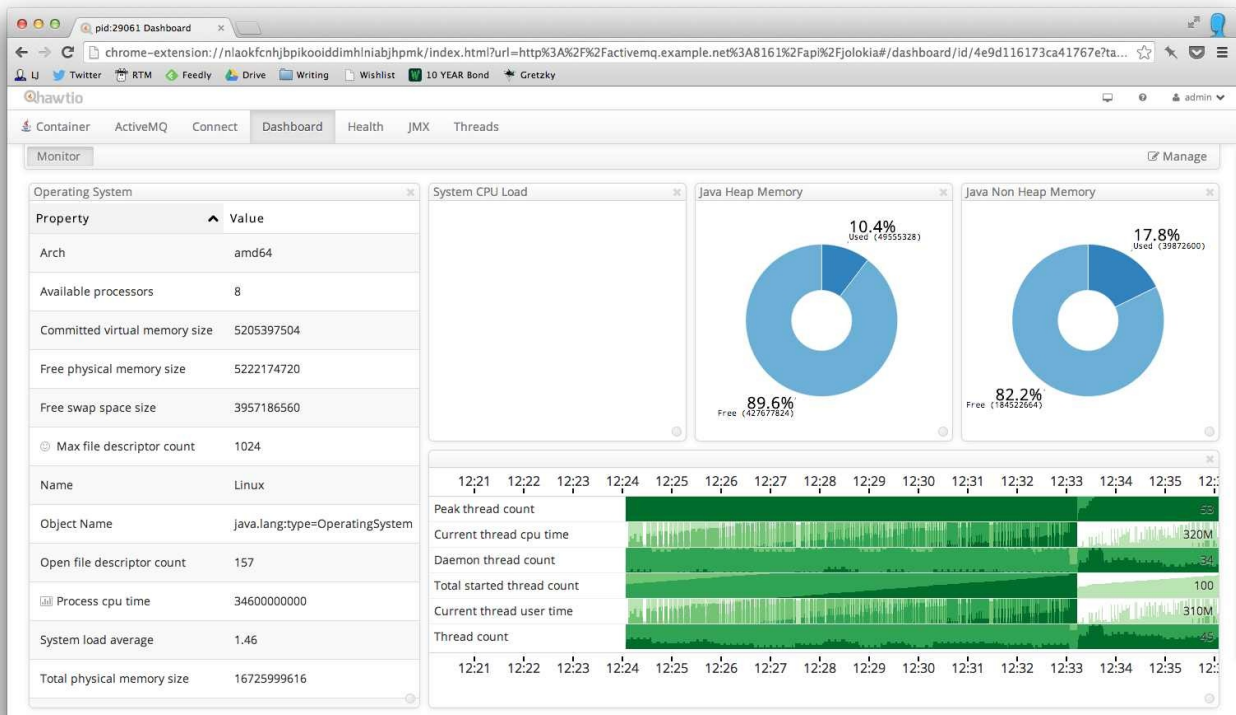 pid:29061 Dashboard
chrome-extension://nlaokfcnhjbpikooiddimhlniabjhpmk/index.html?url=http%3A%2F%2Factivemq.example.net%3A8161%2Fapi%2Fjolokia#/dashboard/id/4e9d116173ca41767e?ta...
LJ Twitter RTM Feedly Drive Writing Wishlist 10 YEAR Bond Gretzky
hawtio admin
Container ActiveMQ Connect Dashboard Health JMX Threads
Monitor Manage
Operating System
Property Value
Arch amd64
Available processors 8
Committed virtual memory size 5205397504
Free physical memory size 5222174720
Free swap space size 3957186560
Max file descriptor count 1024
Name Linux
Object Name java.lang:type=OperatingSystem
Open file descriptor count 157
Process cpu time 34600000000
System load average 1.46
Total physical memory size 16725999616
System CPU Load
Java Heap Memory
10.4%
Used (49555328)
89.6%
Free (427677824)
Java Non Heap Memory
17.8%
Used (39872600)
82.2%
Free (184522664)
12:21 12:22 12:23 12:24 12:25 12:26 12:27 12:28 12:29 12:30 12:31 12:32 12:33 12:34 12:35 12:
Peak thread count 53
Current thread cpu time 320M
Daemon thread count 34
Total started thread count 100
Current thread user time 310M
Thread count 45
12:21 12:22 12:23 12:24 12:25 12:26 12:27 12:28 12:29 12:30 12:31 12:32 12:33 12:34 12:35 12: